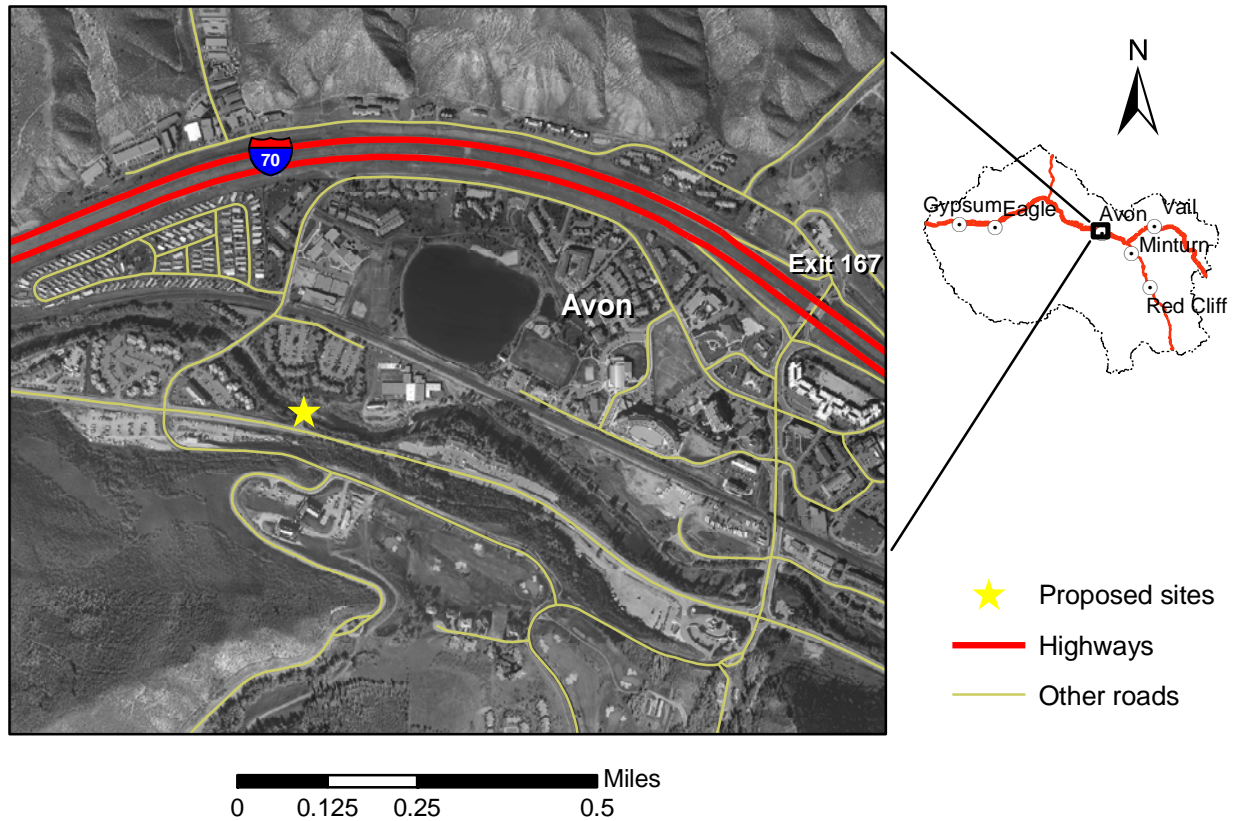 70
Exit 167
Avon
N
Gypsum
Eagle
Avon
Vail
Minturn
Red Cliff
Proposed sites
Highways
Other roads
Miles
0 0.125 0.25 0.5